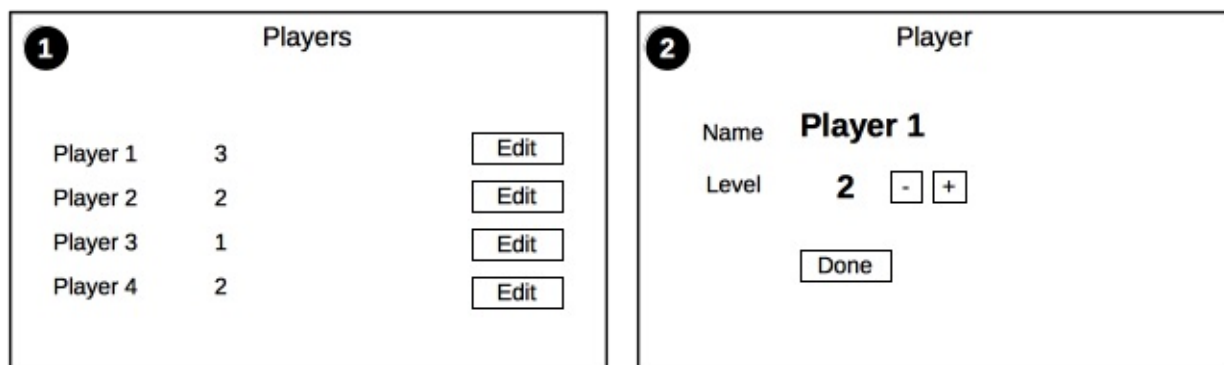 1
Players
Player 1 3 Edit
Player 2 2 Edit
Player 3 1 Edit
Player 4 2 Edit
2
Player
Name Player 1
Level 2 - +
Done